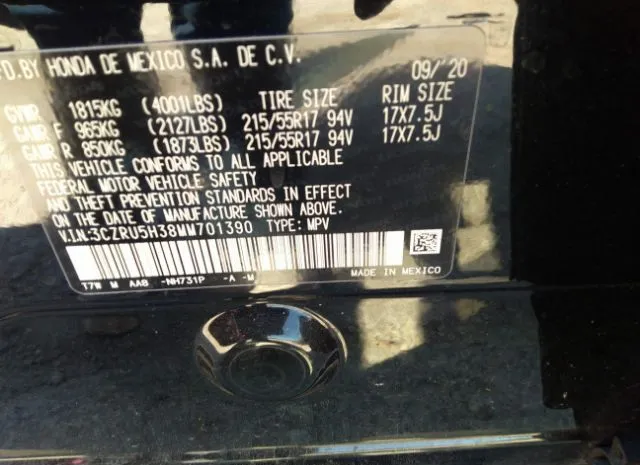 FD.BY HONDA DE MEXICO S.A. DE C.V. 09/'20
GVWR 1815KG (4001LBS) TIRE SIZE RIM SIZE
GAWR F 965KG (2127LBS) 215/55R17 94V 17X7.5J
GAWR R 850KG (1873LBS) 215/55R17 94V 17X7.5J
THIS VEHICLE CONFORMS TO ALL APPLICABLE
FEDERAL MOTOR VEHICLE SAFETY
AND THEFT PREVENTION STANDARDS IN EFFECT
ON THE DATE OF MANUFACTURE SHOWN ABOVE.
V.I.N:3CZRU5H38MM701390 TYPE: MPV
T7W M AA8 -NH731P -A -M MADE IN MEXICO